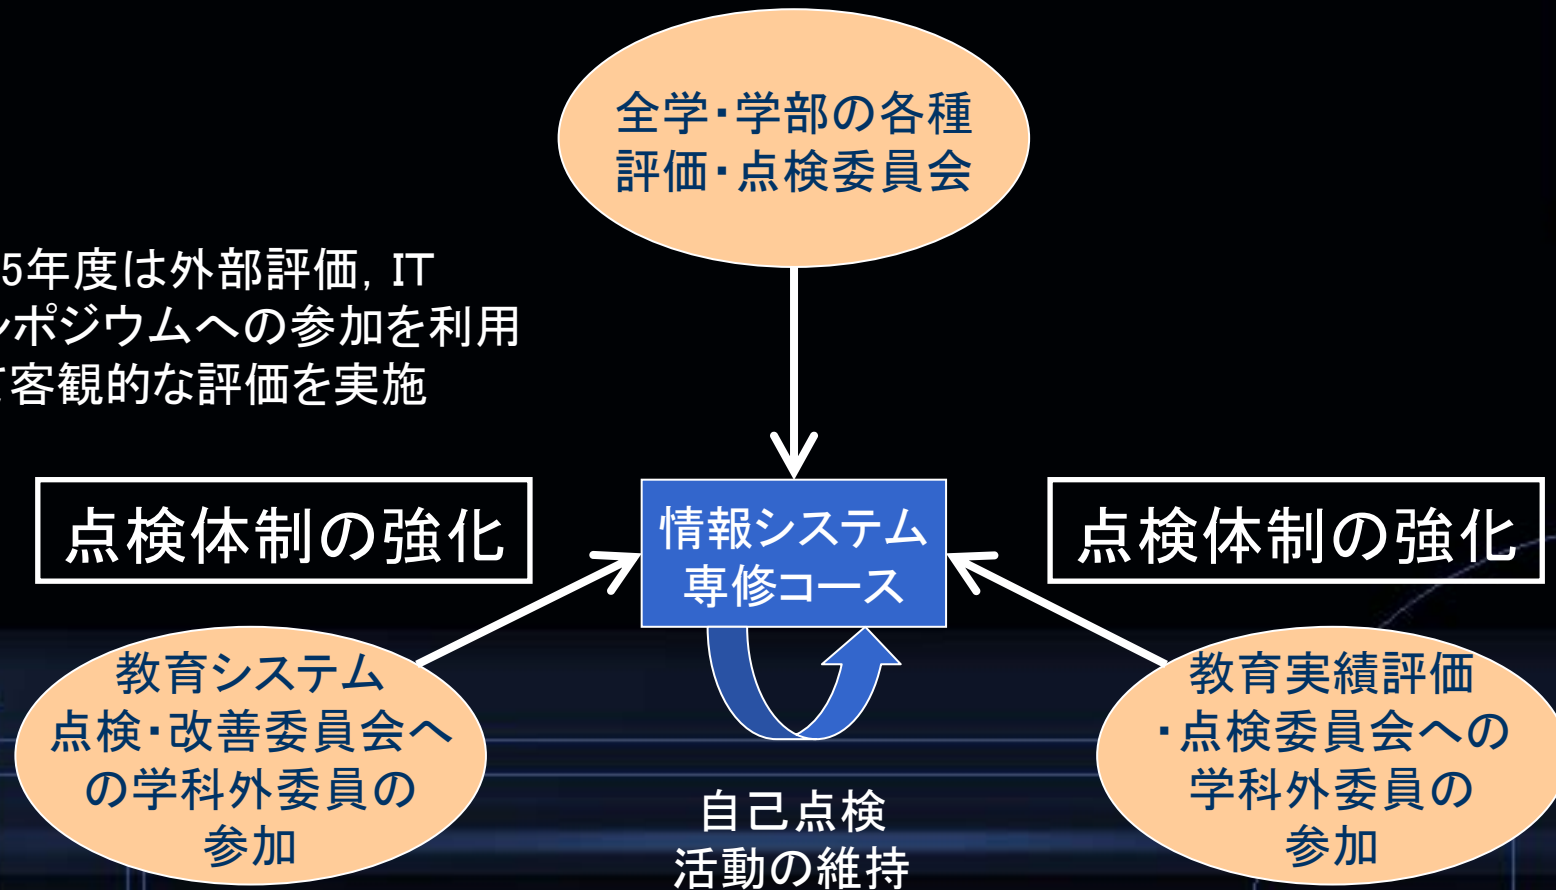 全学・学部の各種
評価・点検委員会
5年度は外部評価, IT
ンポジウムへの参加を利用
て客観的な評価を実施
点検体制の強化
情報システム
専修コース
点検体制の強化
教育システム
点検・改善委員会へ
の学科外委員の
参加
自己点検
活動の維持
教育実績評価
・点検委員会への
学科外委員の
参加